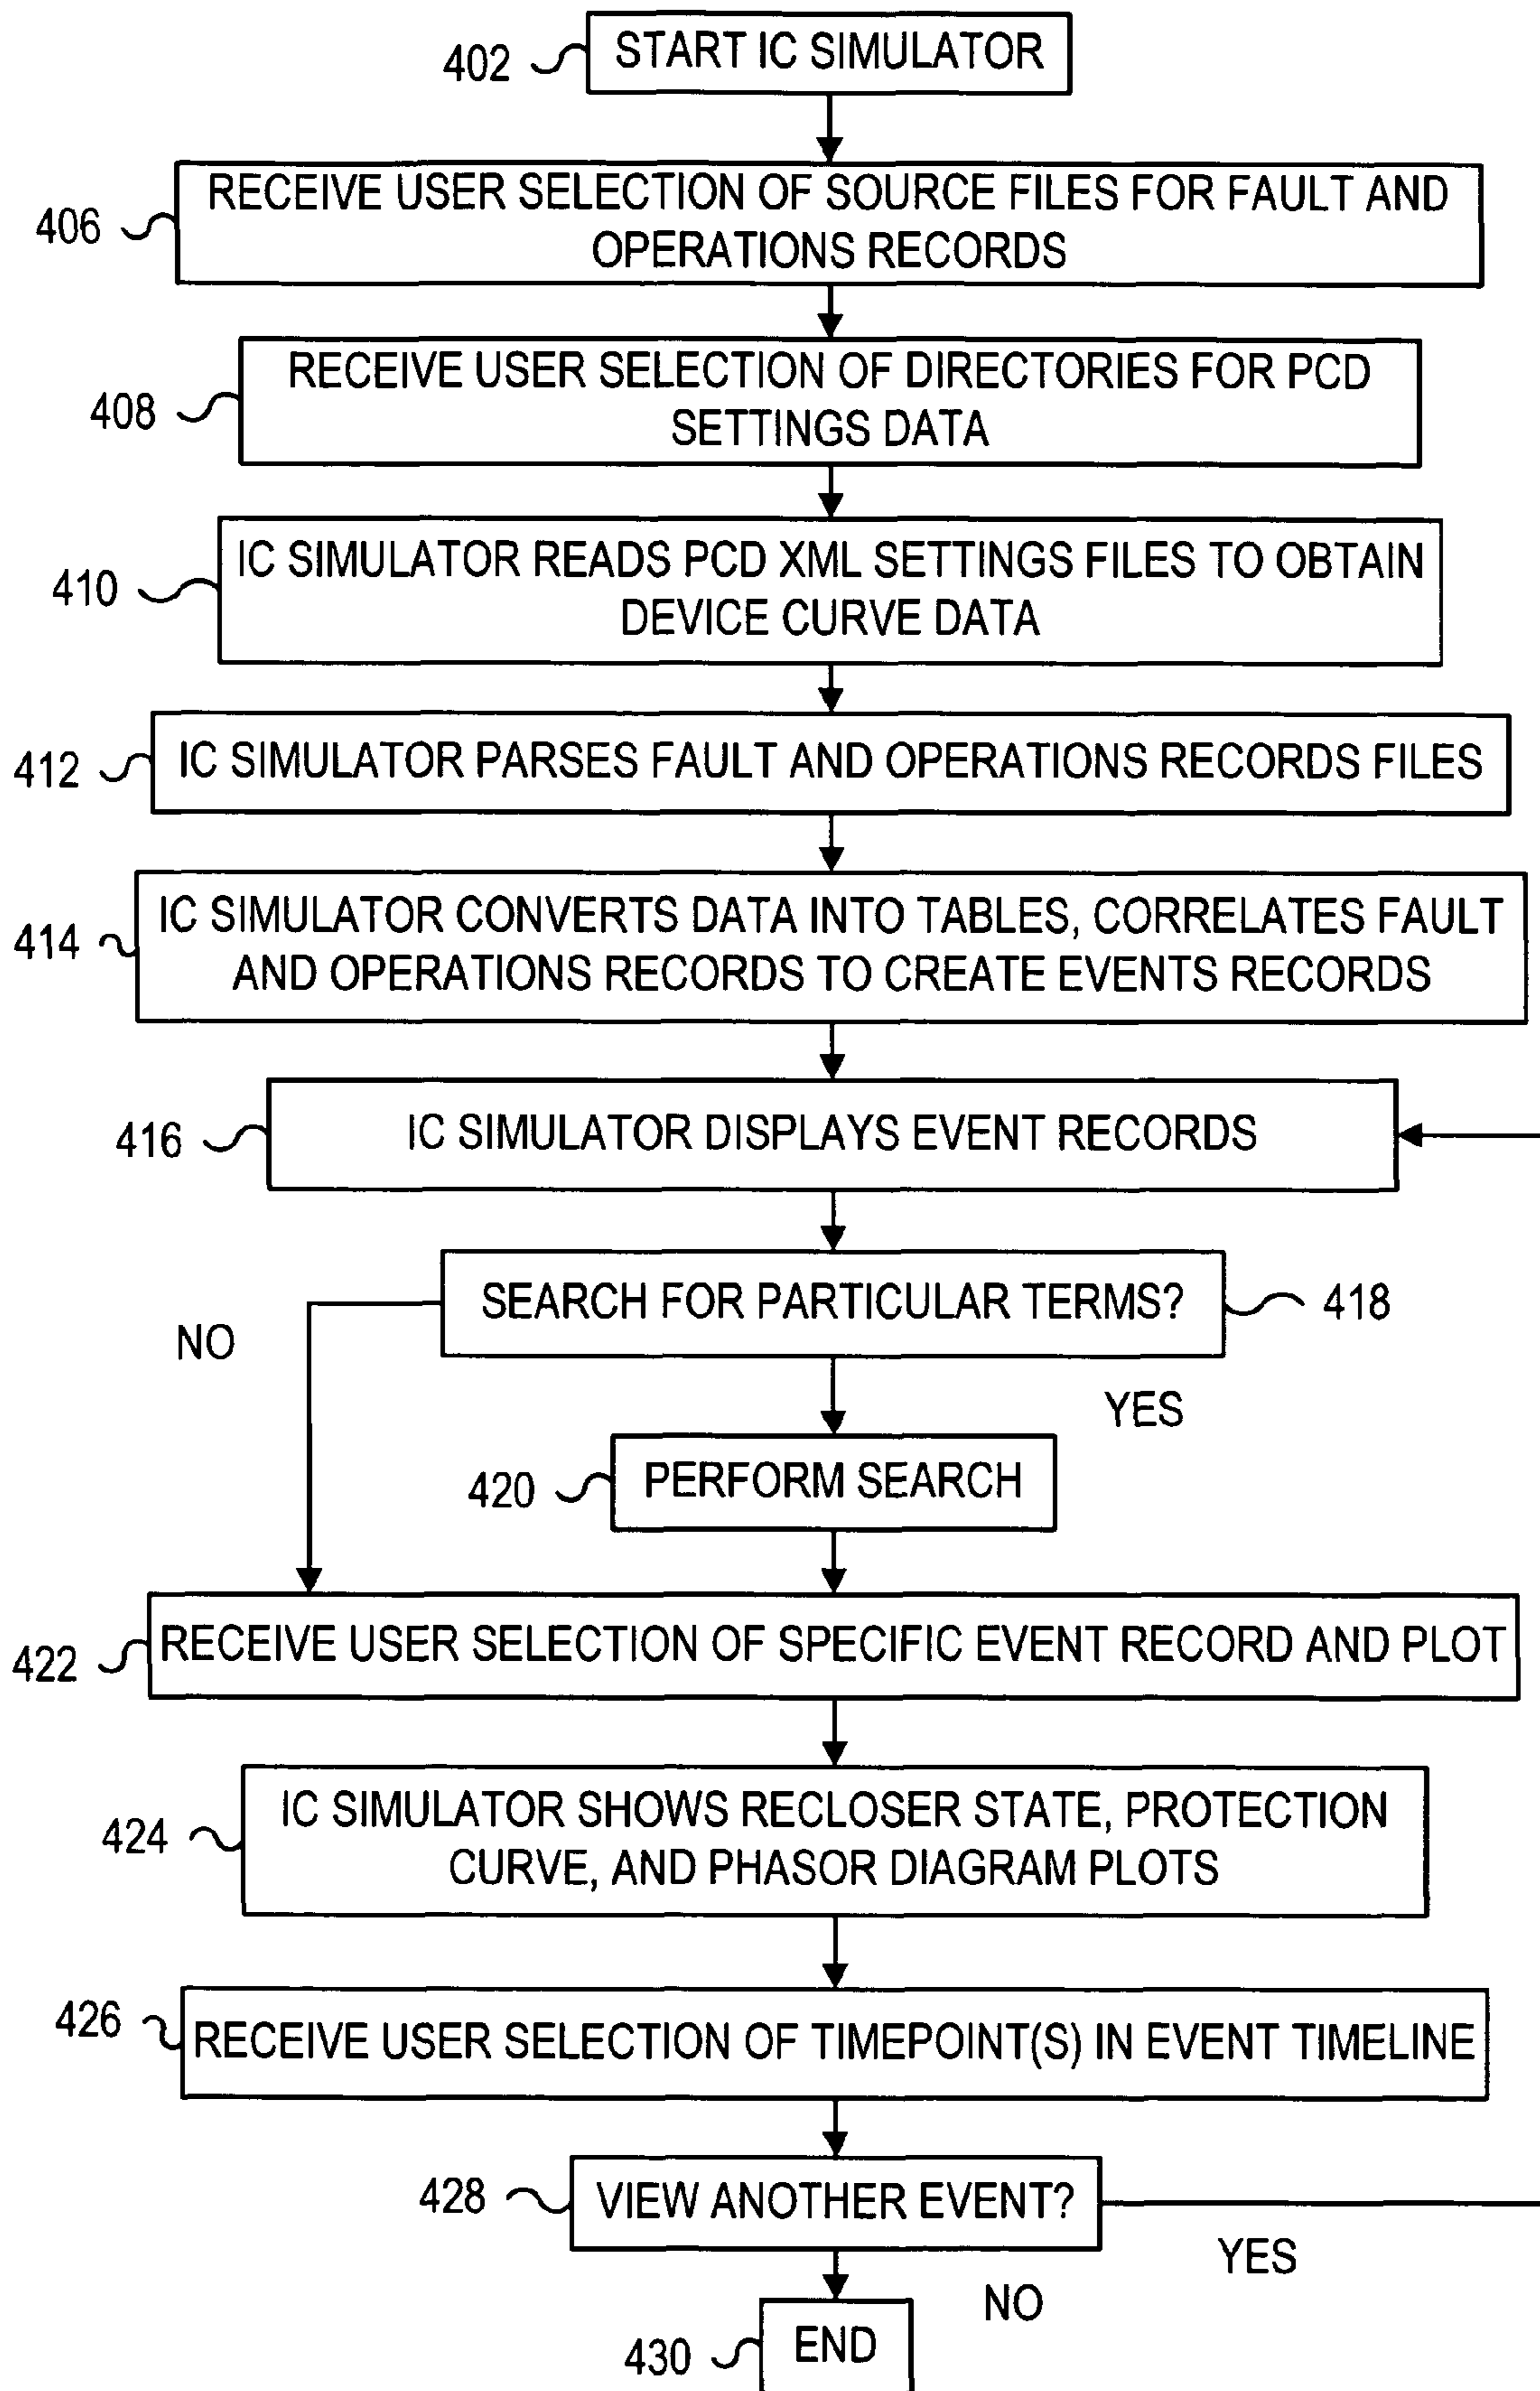 402
START IC SIMULATOR
406
RECEIVE USER SELECTION OF SOURCE FILES FOR FAULT AND
OPERATIONS RECORDS
408
RECEIVE USER SELECTION OF DIRECTORIES FOR PCD
SETTINGS DATA
410
IC SIMULATOR READS PCD XML SETTINGS FILES TO OBTAIN
DEVICE CURVE DATA
412
IC SIMULATOR PARSES FAULT AND OPERATIONS RECORDS FILES
414
IC SIMULATOR CONVERTS DATA INTO TABLES, CORRELATES FAULT
AND OPERATIONS RECORDS TO CREATE EVENTS RECORDS
416
IC SIMULATOR DISPLAYS EVENT RECORDS
SEARCH FOR PARTICULAR TERMS?
418
NO
YES
420
PERFORM SEARCH
422
RECEIVE USER SELECTION OF SPECIFIC EVENT RECORD AND PLOT
424
IC SIMULATOR SHOWS RECLOSER STATE, PROTECTION
CURVE, AND PHASOR DIAGRAM PLOTS
426
RECEIVE USER SELECTION OF TIMEPOINT(S) IN EVENT TIMELINE
428
VIEW ANOTHER EVENT?
YES
NO
430
END